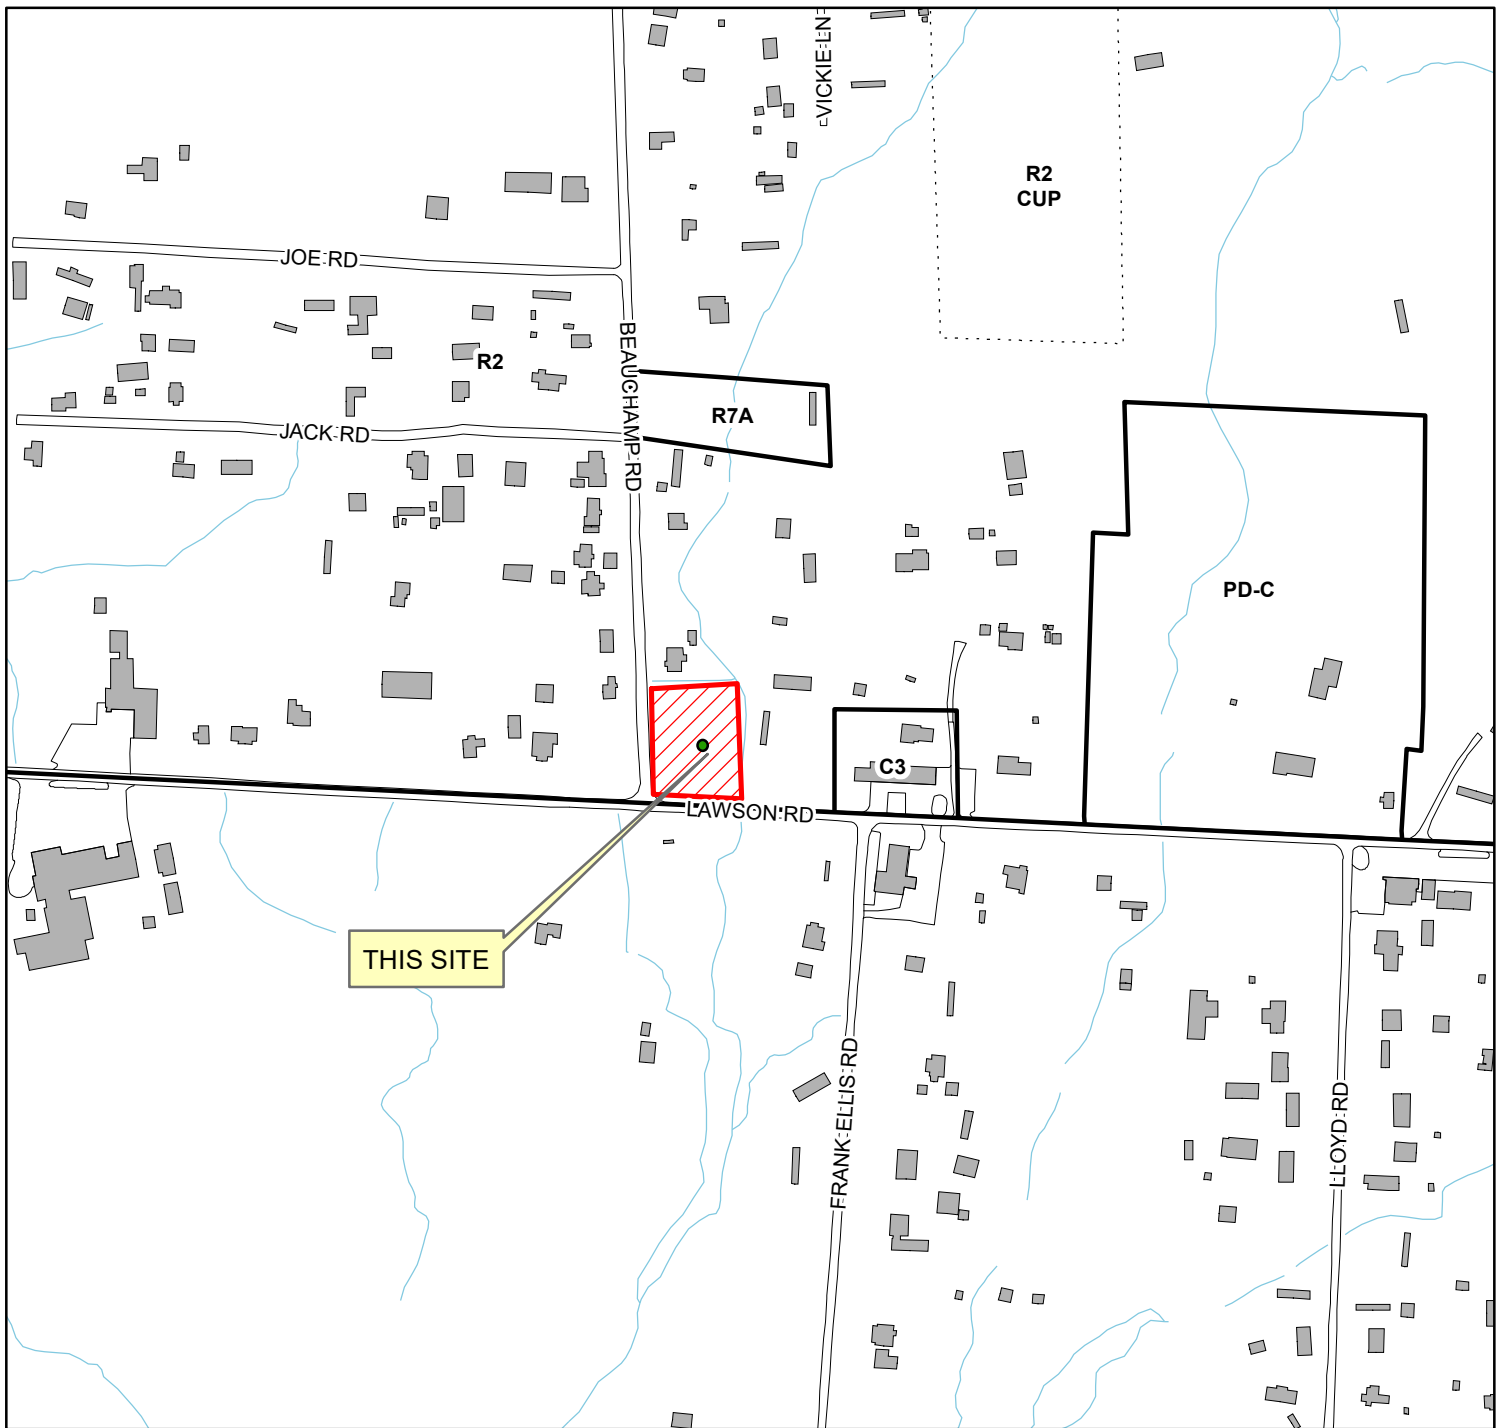 VICKIE LN
R2
CUP
JOE RD
BEAUCHAMP RD
R2
R7A
JACK RD
PD-C
C3
LAWSON RD
THIS SITE
FRANK ELLIS RD
LLOYD RD